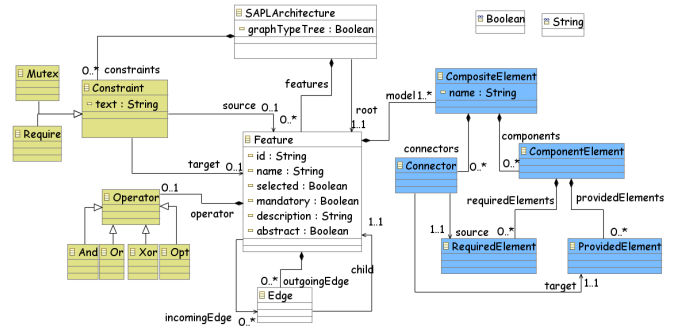 SAPLArchitecture
graphTypeTree : Boolean
Boolean
String
0..* constraints
features
Mutex
Constraint
text : String
Require
source 0..1
0..*
root
1..1
model 1..*
CompositeElement
name : String
connectors
components
0..*
0..*
Connector
ComponentElement
Feature
id : String
name : String
selected : Boolean
mandatory : Boolean
description : String
abstract : Boolean
target 0..1
0..1
operator
Operator
And
Or
Xor
Opt
requiredElements
providedElements
1..1
source 0..*
0..*
RequiredElement
ProvidedElement
target 1..1
1..1
child
0..* outgoingEdge
Edge
incomingEdge 0..*